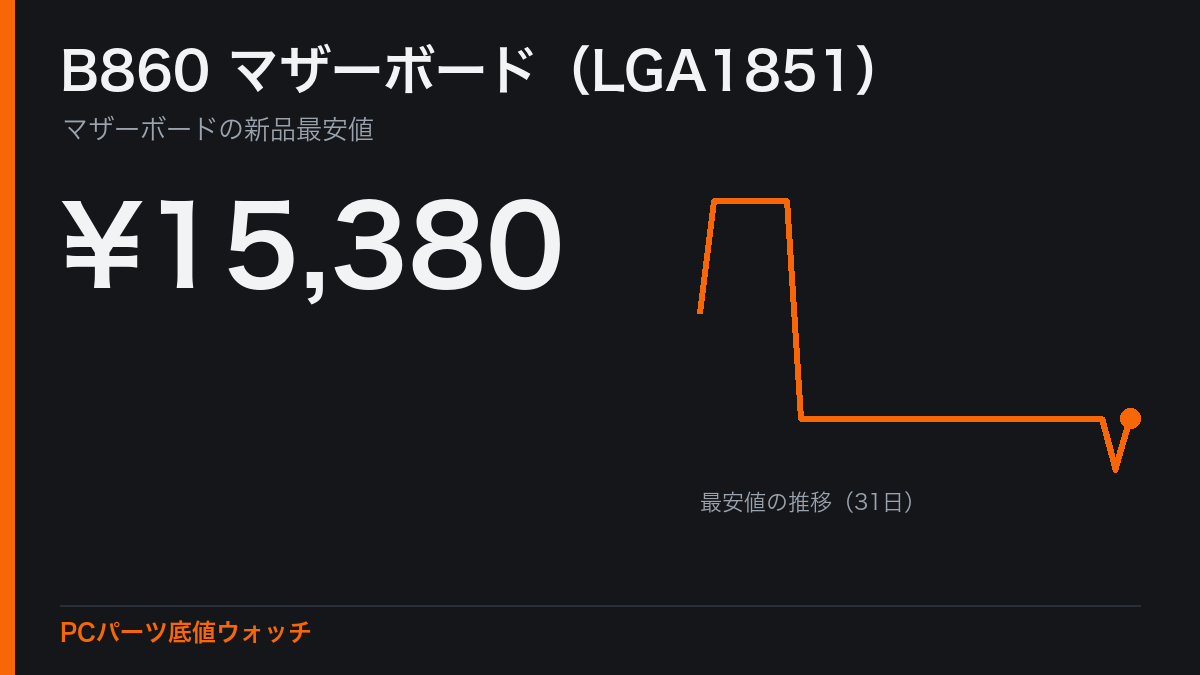 B860 マザーボード（LGA1851）
マザーボードの新品最安値
¥15,380
最安値の推移（31日）
PCパーツ底値ウォッチ